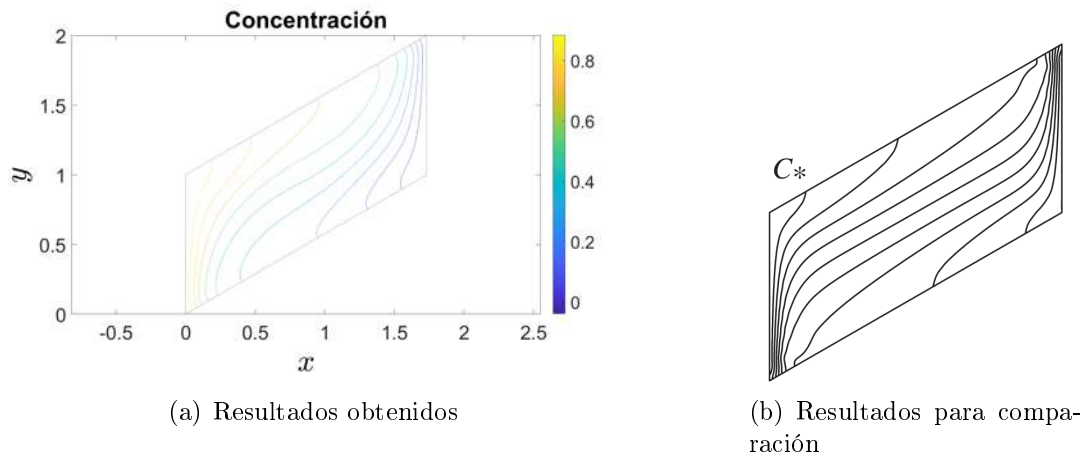 Concentración
2
1.5
1
0.5
0
y
-0.5
0
0.5
1
1.5
2
2.5
x
0.8
0.6
0.4
0.2
0
(a) Resultados obtenidos
C*
(b) Resultados para compa-
ración